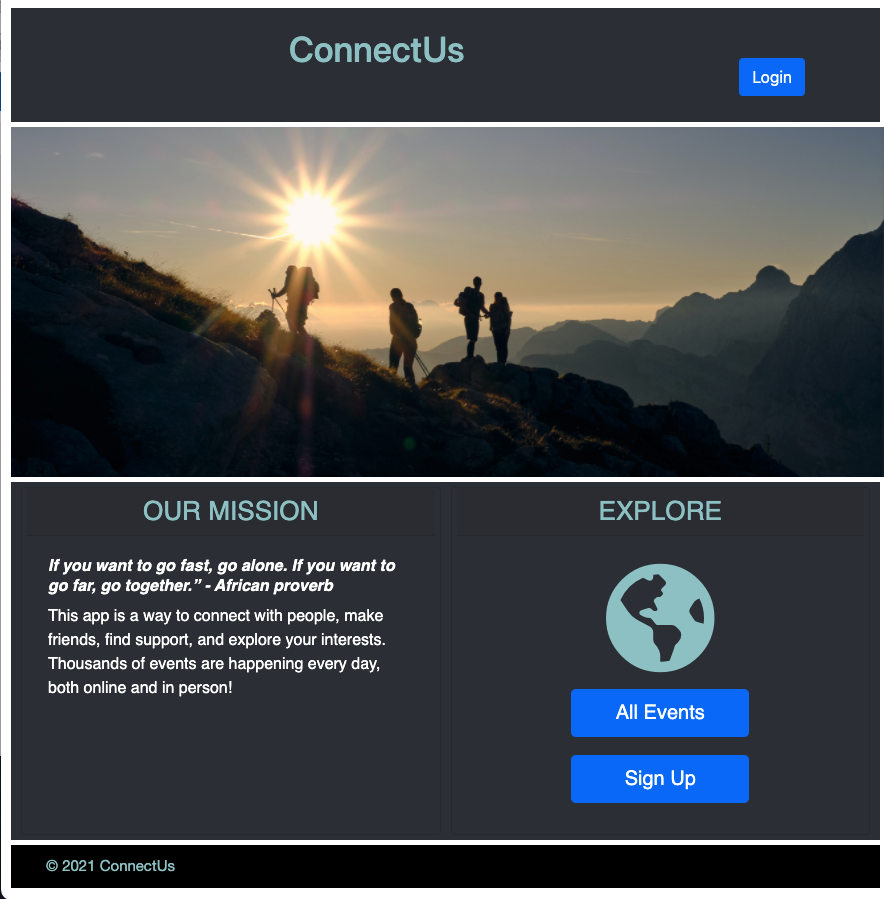 ConnectUs
Login
OUR MISSION
If you want to go fast, go alone. If you want to
go far, go together.” - African proverb
This app is a way to connect with people, make
friends, find support, and explore your interests.
Thousands of events are happening every day,
both online and in person!
EXPLORE
All Events
Sign Up
© 2021 ConnectUs